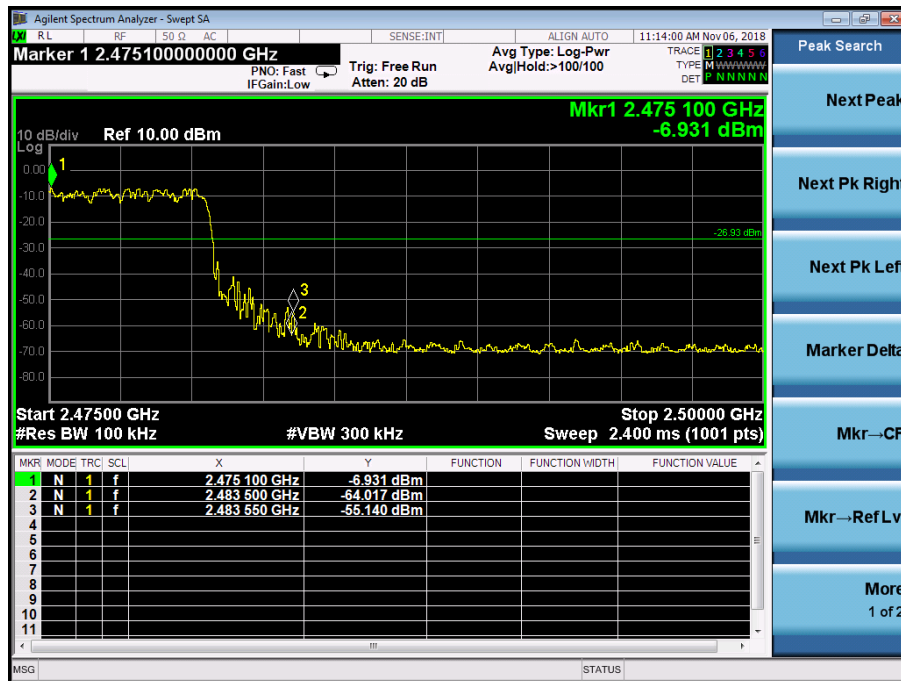 Agilent Spectrum Analyzer - Swept SA
LXI RL RF 50 Ω AC SENSE:INT ALIGN AUTO 11:14:00 AM Nov 06, 2018
Marker 1 2.475100000000 GHz
PNO: Fast
IFGain:Low
Trig: Free Run
Atten: 20 dB
Avg Type: Log-Pwr
Avg|Hold:>100/100
TRACE 1 2 3 4 5 6
TYPE M W W W W W
DET P N N N N N
Peak Search
Next Peak
Next Pk Right
Next Pk Left
Marker Delta
Mkr→CF
Mkr→Ref Lv
More
1 of 2
Mkr1 2.475 100 GHz
-6.931 dBm
10 dB/div Ref 10.00 dBm
Log
0.00
-10.0
-20.0
-30.0
-40.0
-50.0
-60.0
-70.0
-80.0
1
-26.93 dBm
3
2
Start 2.47500 GHz Stop 2.50000 GHz
#Res BW 100 kHz #VBW 300 kHz Sweep 2.400 ms (1001 pts)
MKR MODE TRC SCL X Y FUNCTION FUNCTION WIDTH FUNCTION VALUE
1 N 1 f 2.475 100 GHz -6.931 dBm
2 N 1 f 2.483 500 GHz -64.017 dBm
3 N 1 f 2.483 550 GHz -55.140 dBm
4
5
6
7
8
9
10
11
MSG STATUS